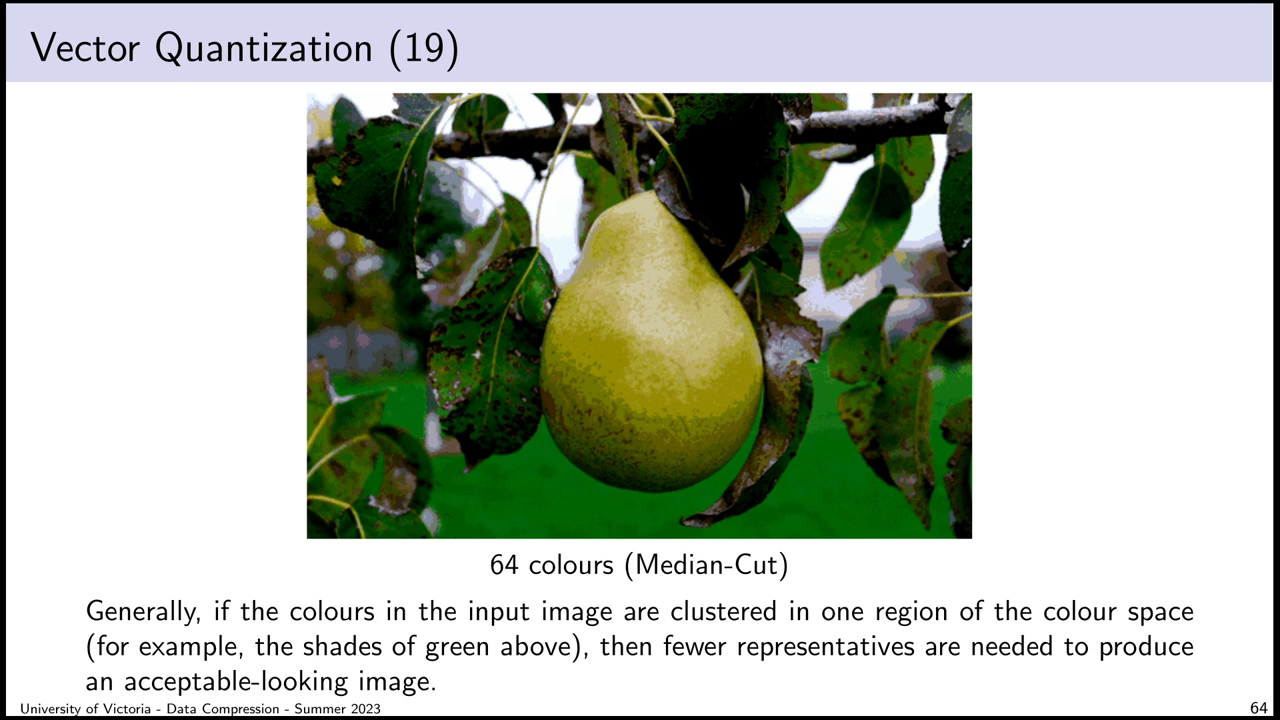 Vector Quantization (19)
64 colours (Median-Cut)
Generally, if the colours in the input image are clustered in one region of the colour space
(for example, the shades of green above), then fewer representatives are needed to produce
an acceptable-looking image.
University of Victoria - Data Compression - Summer 2023
64